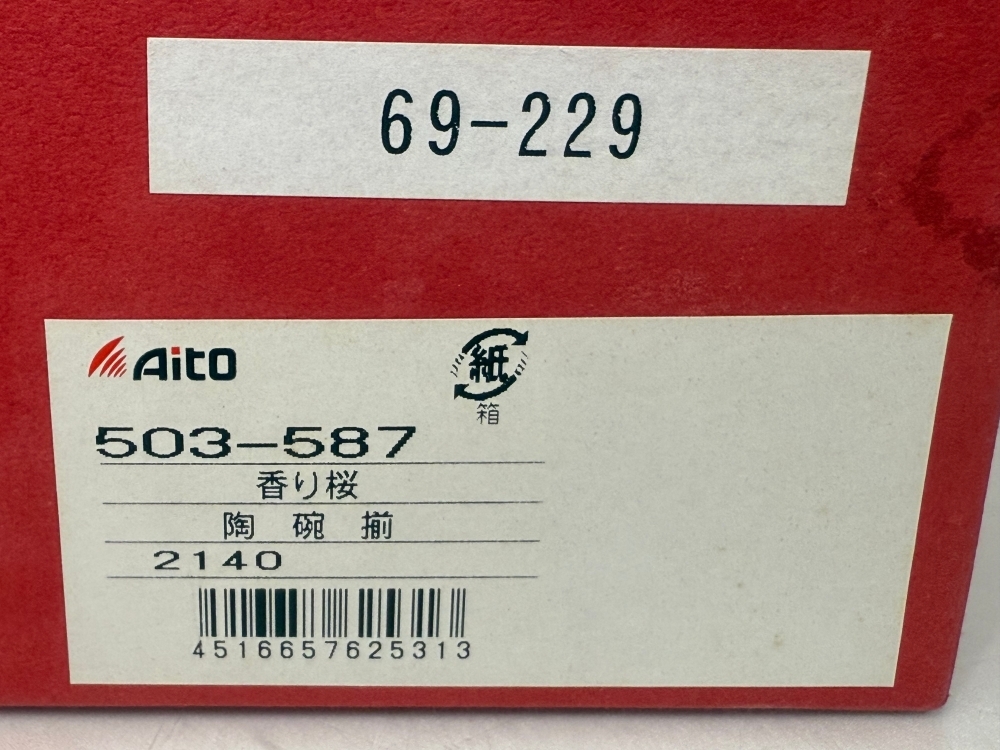 69-229
Aito
紙
箱
503-587
香り桜
陶 碗 揃
2140
4516657625313